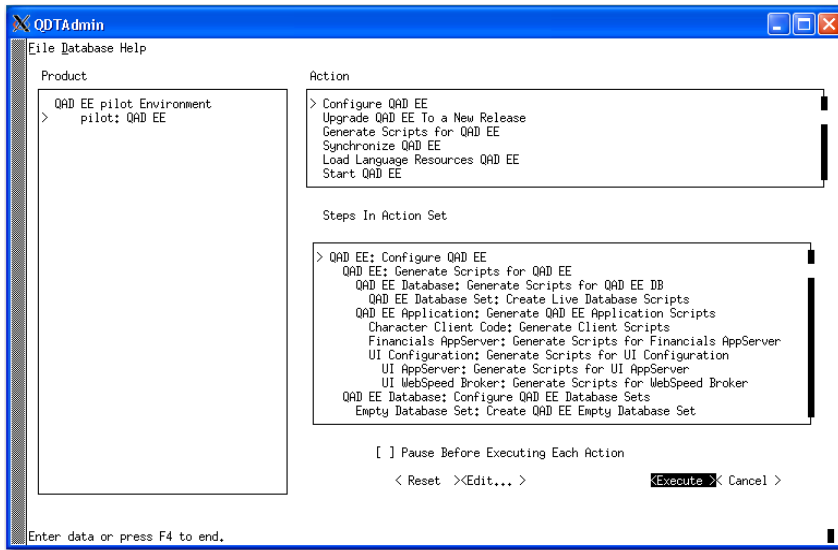 QDTAdmin
File Database Help
Product
QAD EE pilot Environment
> pilot: QAD EE
Action
> Configure QAD EE
Upgrade QAD EE To a New Release
Generate Scripts for QAD EE
Synchronize QAD EE
Load Language Resources QAD EE
Start QAD EE
Steps In Action Set
> QAD EE: Configure QAD EE
QAD EE: Generate Scripts for QAD EE
QAD EE Database: Generate Scripts for QAD EE DB
QAD EE Database Set: Create Live Database Scripts
QAD EE Application: Generate QAD EE Application Scripts
Character Client Code: Generate Client Scripts
Financials AppServer: Generate Scripts for Financials AppServer
UI Configuration: Generate Scripts for UI Configuration
UI AppServer: Generate Scripts for UI AppServer
UI WebSpeed Broker: Generate Scripts for WebSpeed Broker
QAD EE Database: Configure QAD EE Database Sets
Empty Database Set: Create QAD EE Empty Database Set
[ ] Pause Before Executing Each Action
< Reset ><Edit... > <Execute >< Cancel >
Enter data or press F4 to end.